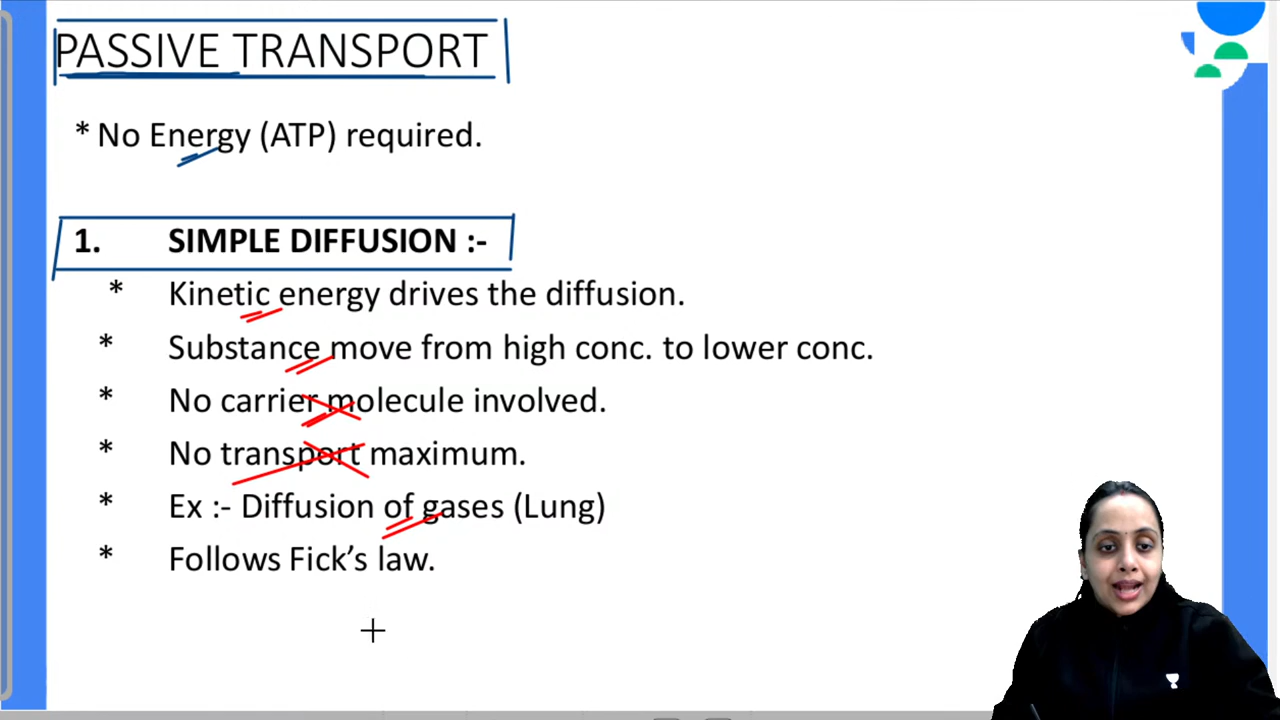 PASSIVE TRANSPORT
* No Energy (ATP) required.
1. SIMPLE DIFFUSION :-
* Kinetic energy drives the diffusion.
* Substance move from high conc. to lower conc.
* No carrier molecule involved.
* No transport maximum.
* Ex :- Diffusion of gases (Lung)
* Follows Fick’s law.